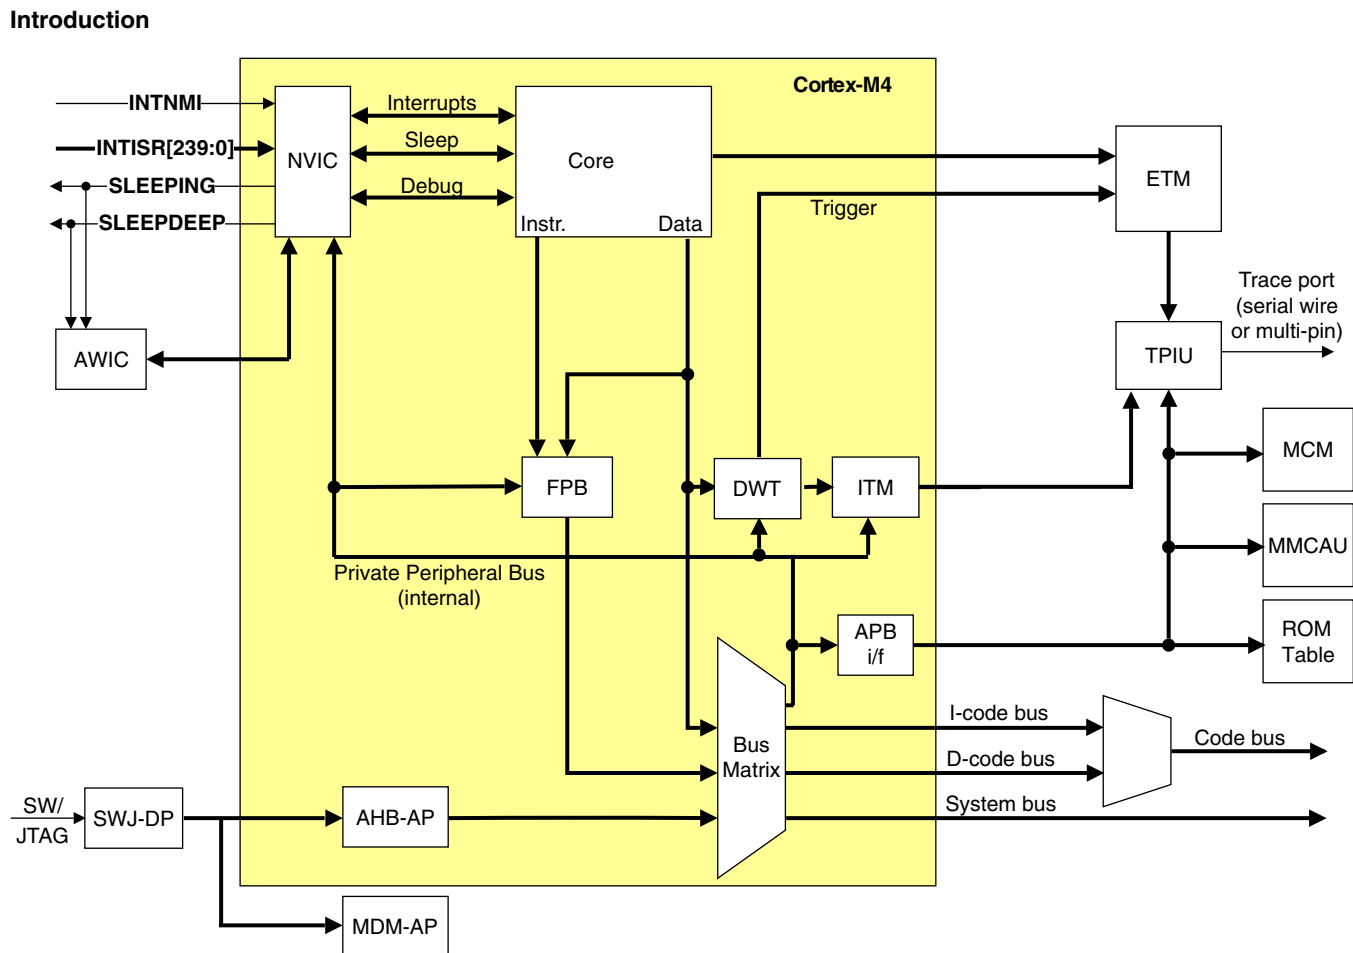 Introduction
Cortex-M4
INTNMI
Interrupts
INTISR[239:0]
NVIC
Sleep
Core
ETM
SLEEPING
Debug
SLEEPDEEP
Instr.
Data
Trigger
Trace port
(serial wire
or multi-pin)
AWIC
TPIU
MCM
FPB
DWT
ITM
MMCAU
Private Peripheral Bus
(internal)
APB
i/f
ROM
Table
I-code bus
Bus
Matrix
Code bus
D-code bus
System bus
SW/
JTAG
SWJ-DP
AHB-AP
MDM-AP